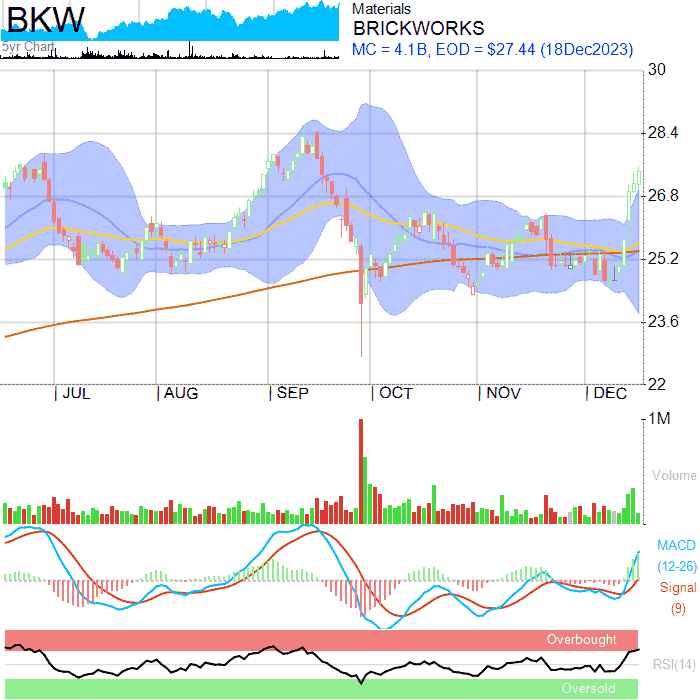 BKW
5yr Chart
Materials
BRICKWORKS
MC = 4.1B, EOD = $27.44 (18Dec2023)
30
28.4
26.8
25.2
23.6
22
JUL AUG SEP OCT NOV DEC
1M
Volume
MACD
(12-26)
Signal
(9)
Overbought
RSI(14)
Oversold